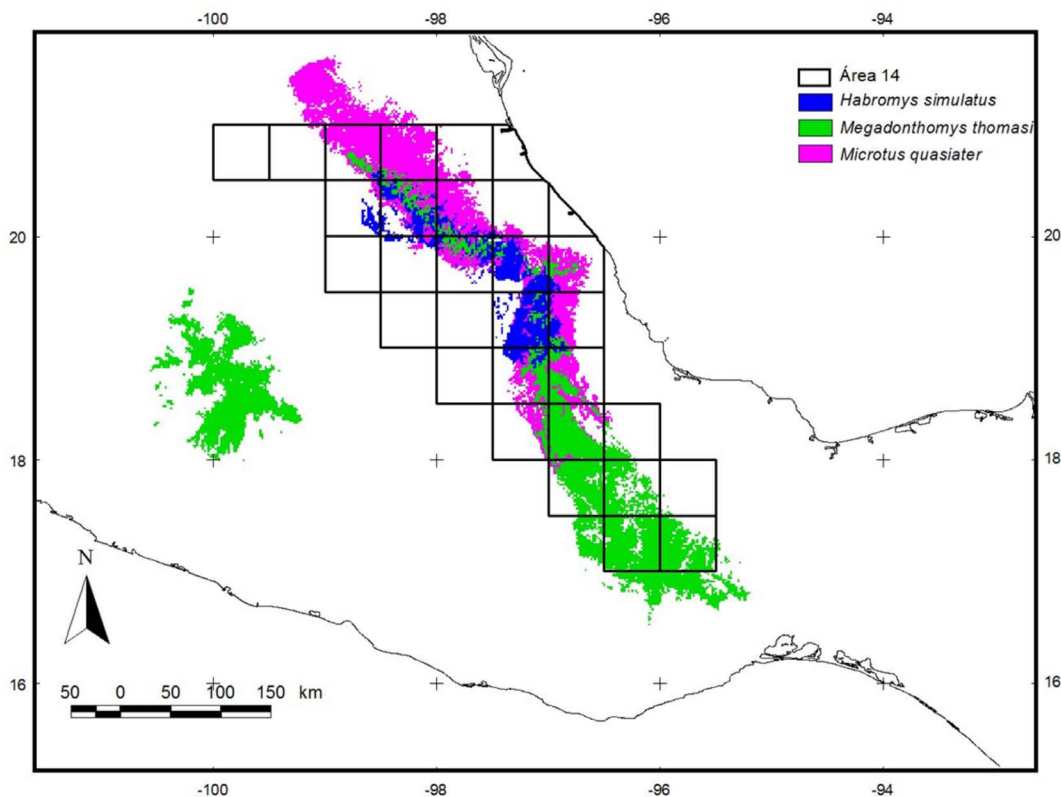 -100 -98 -96 -94
Área 14
Habromys simulatus
Megadonthomys thomasi
Microtus quasiater
20 20
18 18
N
16 16
50 0 50 100 150 km
-100 -98 -96 -94